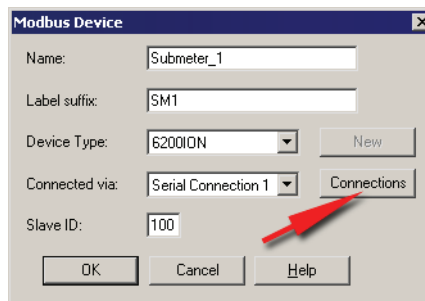 Modbus Device
Name: Submeter_1
Label suffix: SM1
Device Type: 6200ION New
Connected via: Serial Connection 1 Connections
Slave ID: 100
OK Cancel Help